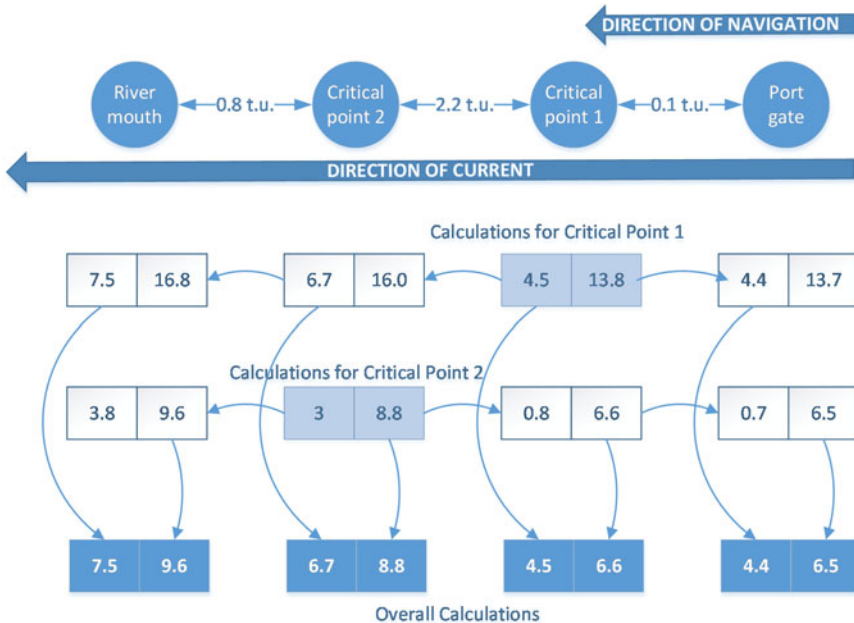 DIRECTION OF NAVIGATION
River
mouth
0.8 t.u.
Critical
point 2
2.2 t.u.
Critical
point 1
0.1 t.u.
Port
gate
DIRECTION OF CURRENT
Calculations for Critical Point 1
7.5 16.8 6.7 16.0 4.5 13.8 4.4 13.7
Calculations for Critical Point 2
3.8 9.6 3 8.8 0.8 6.6 0.7 6.5
7.5 9.6 6.7 8.8 4.5 6.6 4.4 6.5
Overall Calculations